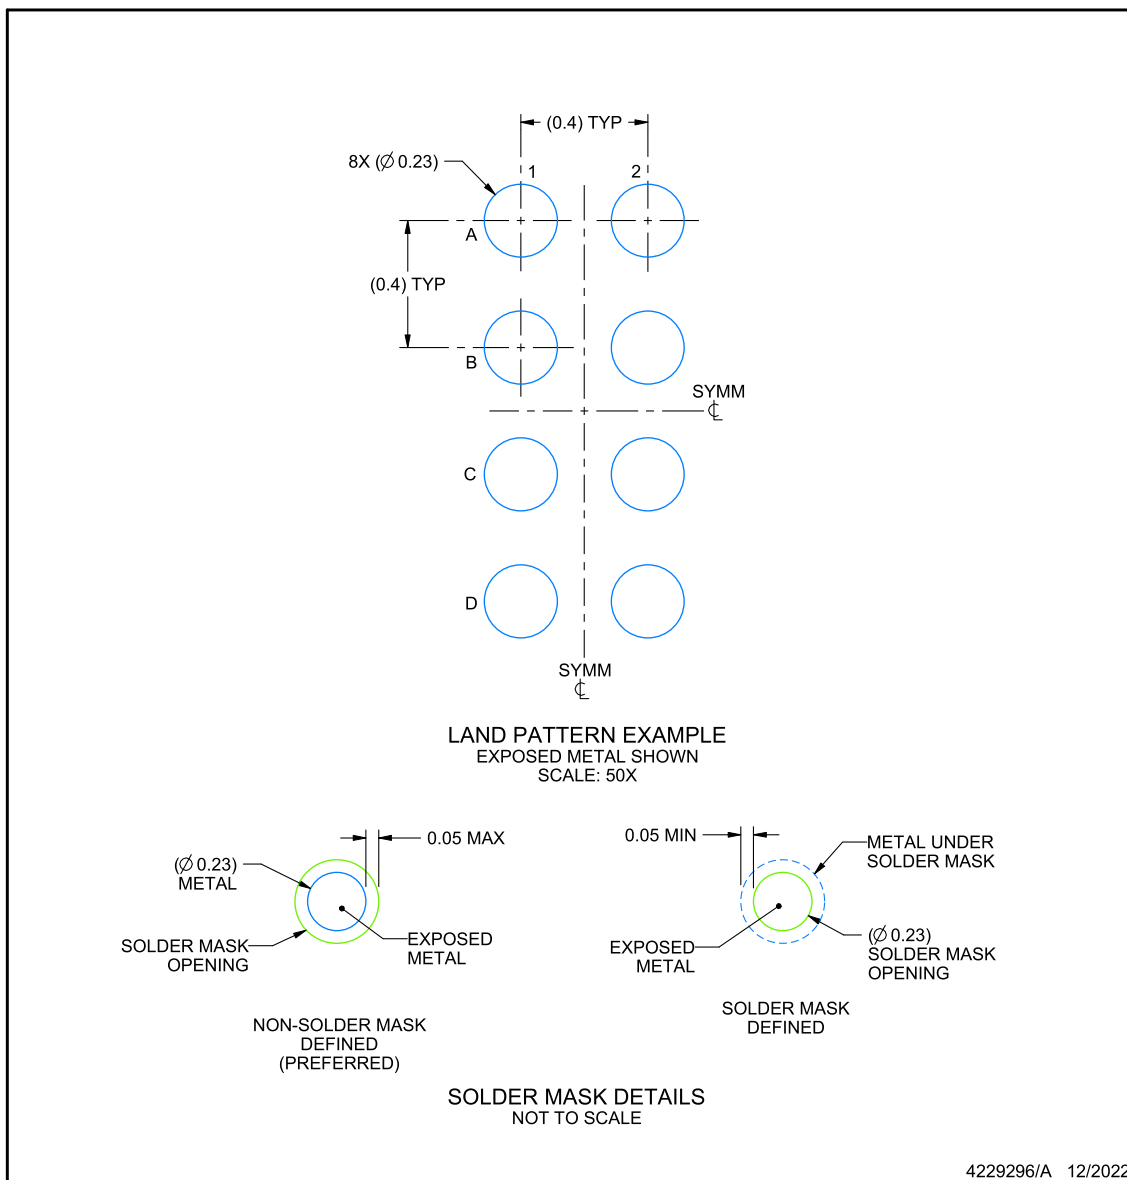 (0.4) TYP
8X (Ø 0.23)
1
2
A
(0.4) TYP
B
SYMM
℄
C
D
SYMM
℄
LAND PATTERN EXAMPLE
EXPOSED METAL SHOWN
SCALE: 50X
0.05 MAX
(Ø 0.23)
METAL
SOLDER MASK
OPENING
EXPOSED
METAL
NON-SOLDER MASK
DEFINED
(PREFERRED)
0.05 MIN
METAL UNDER
SOLDER MASK
EXPOSED
METAL
(Ø 0.23)
SOLDER MASK
OPENING
SOLDER MASK
DEFINED
SOLDER MASK DETAILS
NOT TO SCALE
4229296/A 12/2022